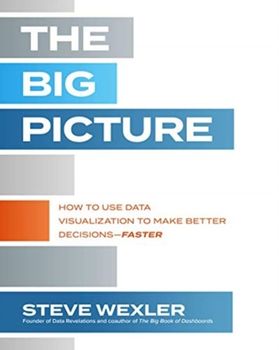 THE
BIG
PICTURE
HOW TO USE DATA
VISUALIZATION TO MAKE BETTER
DECISIONS—FASTER
STEVE WEXLER
Founder of Data Revelations and coauthor of The Big Book of Dashboards